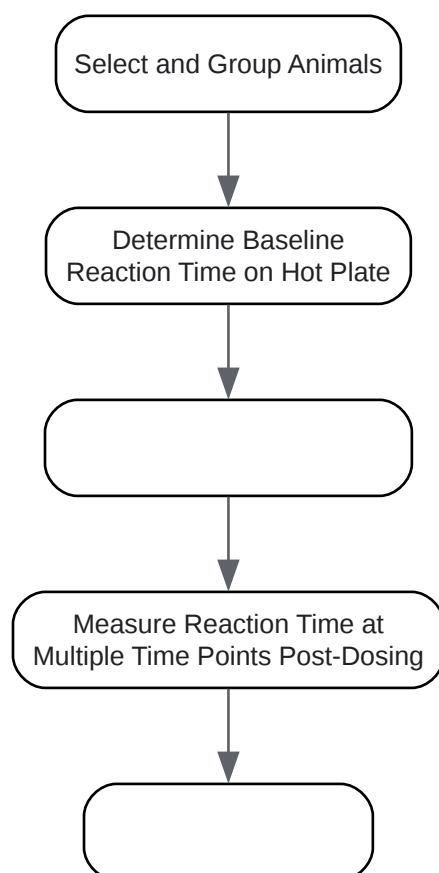 Select and Group Animals
Determine Baseline
Reaction Time on Hot Plate
Measure Reaction Time at
Multiple Time Points Post-Dosing